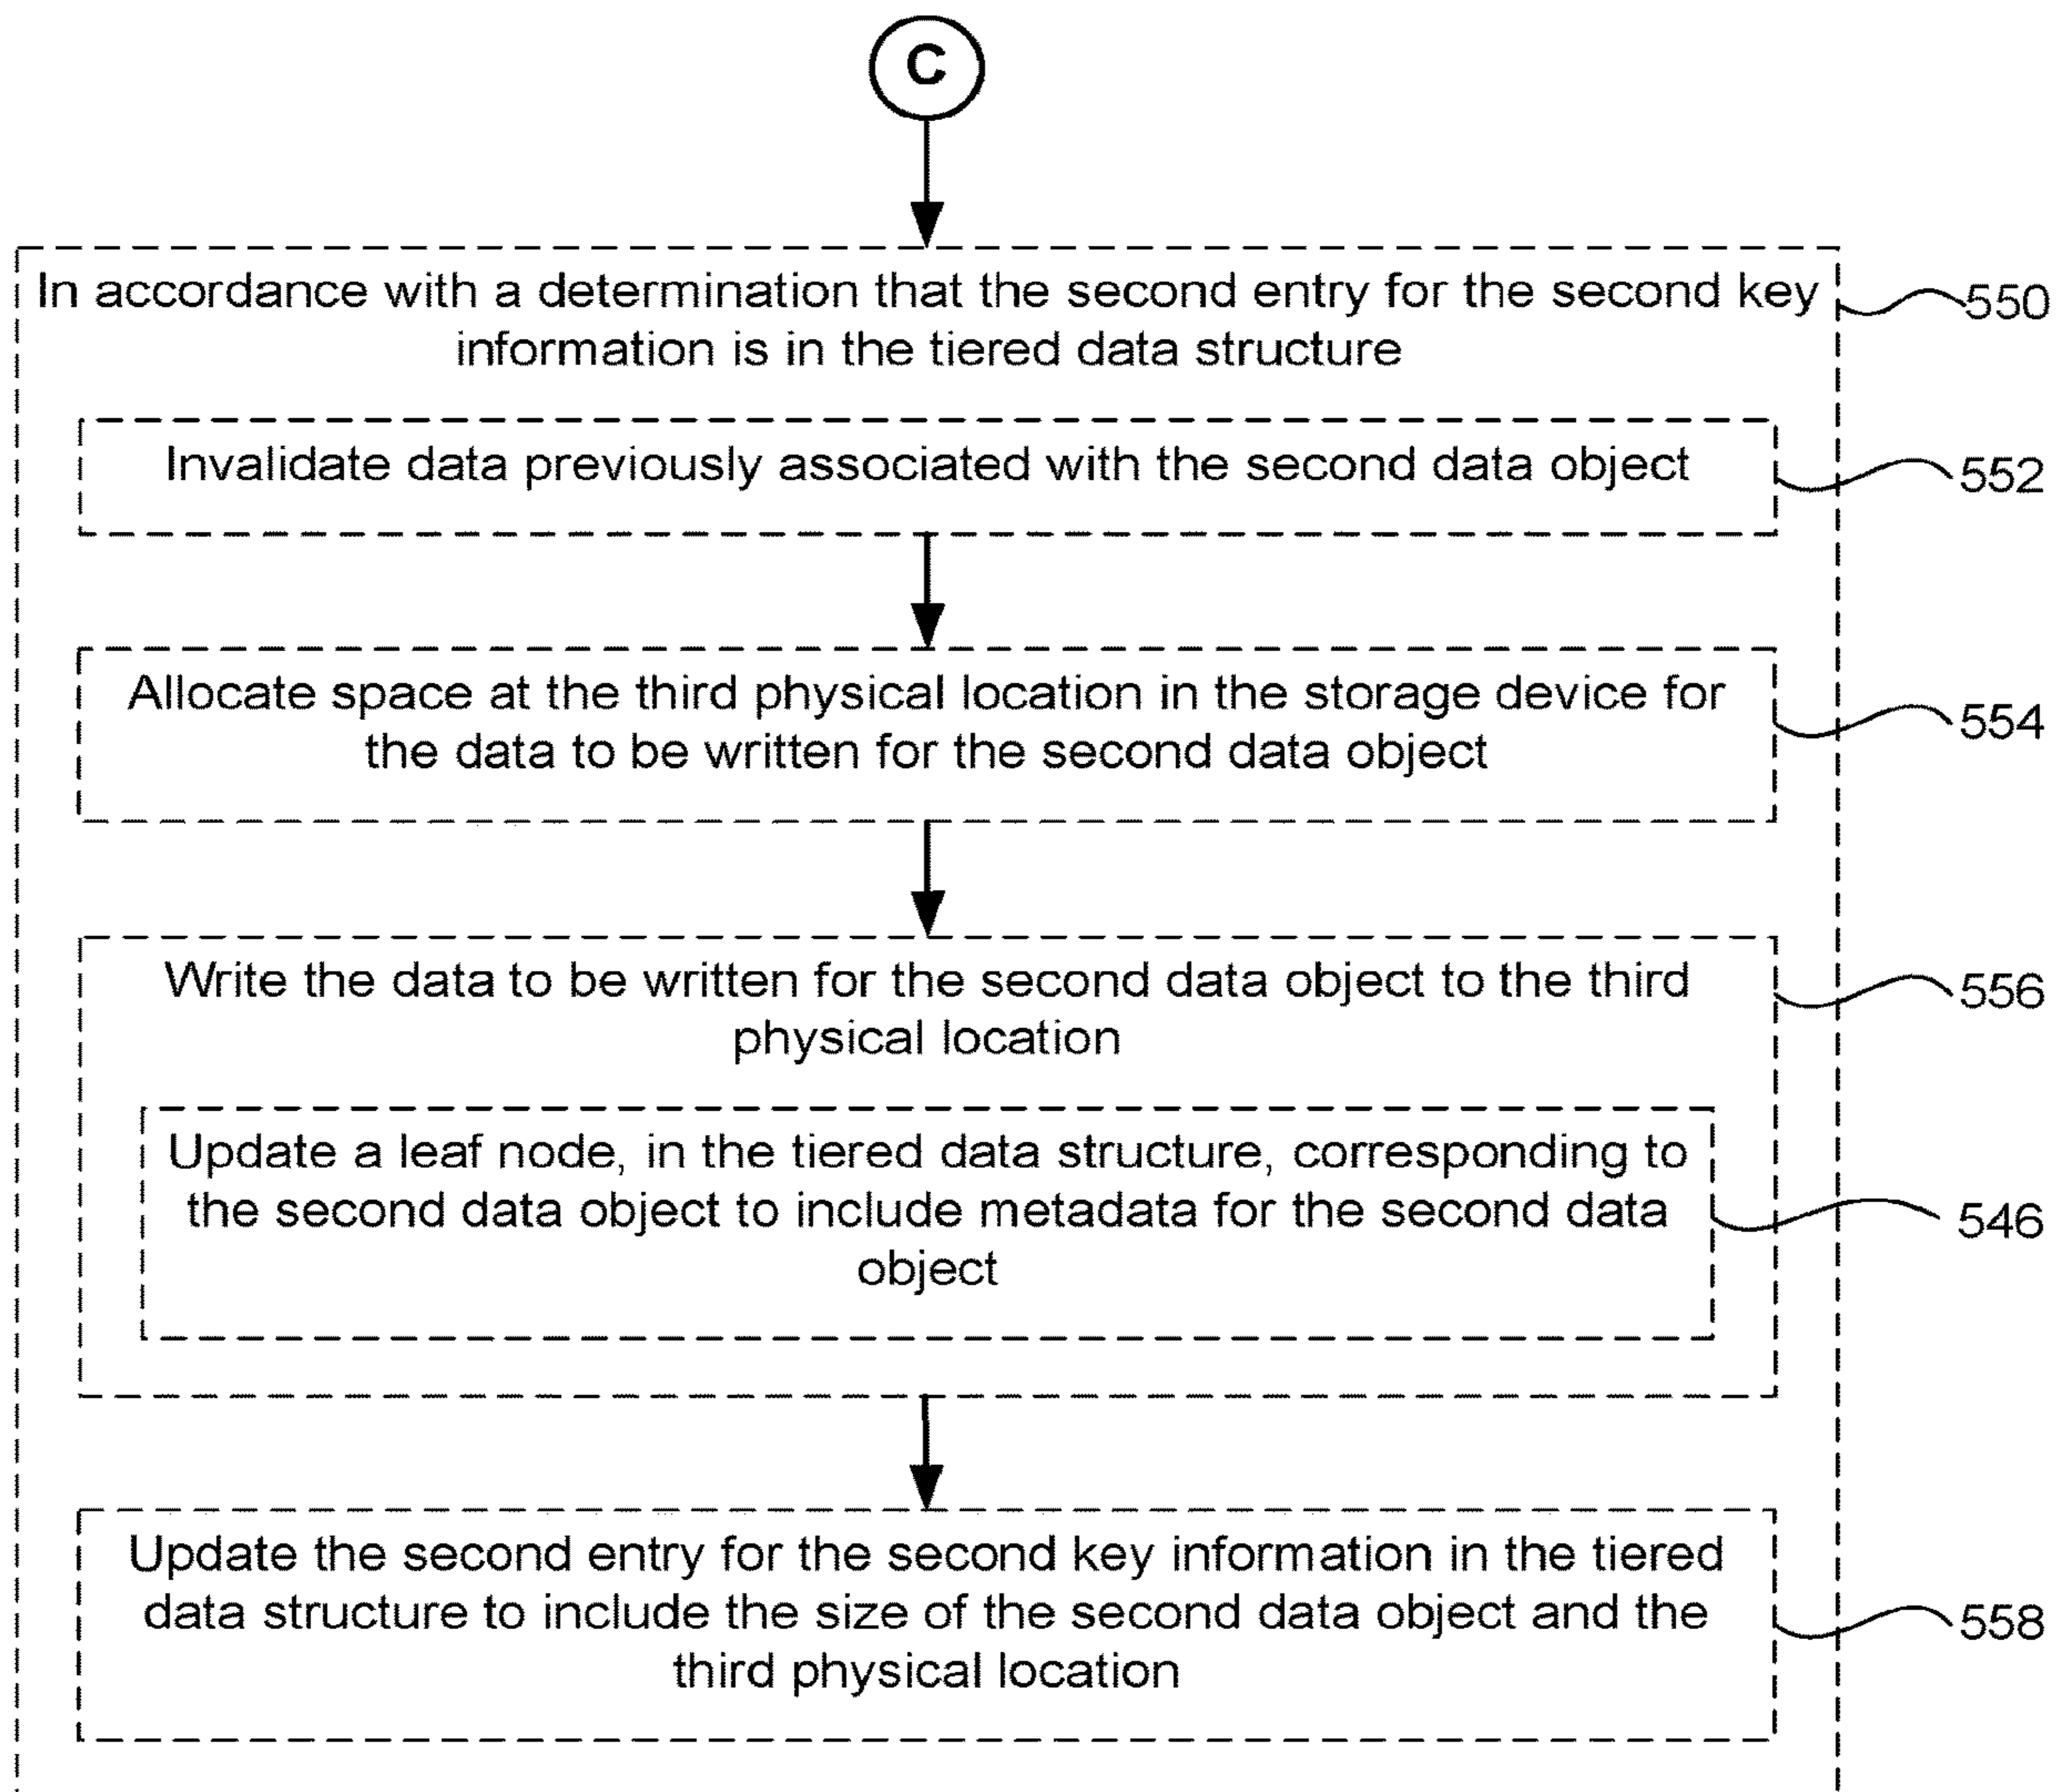 C
In accordance with a determination that the second entry for the second key
information is in the tiered data structure
550
Invalidate data previously associated with the second data object
552
Allocate space at the third physical location in the storage device for
the data to be written for the second data object
554
Write the data to be written for the second data object to the third
physical location
556
Update a leaf node, in the tiered data structure, corresponding to
the second data object to include metadata for the second data
object
546
Update the second entry for the second key information in the tiered
data structure to include the size of the second data object and the
third physical location
558